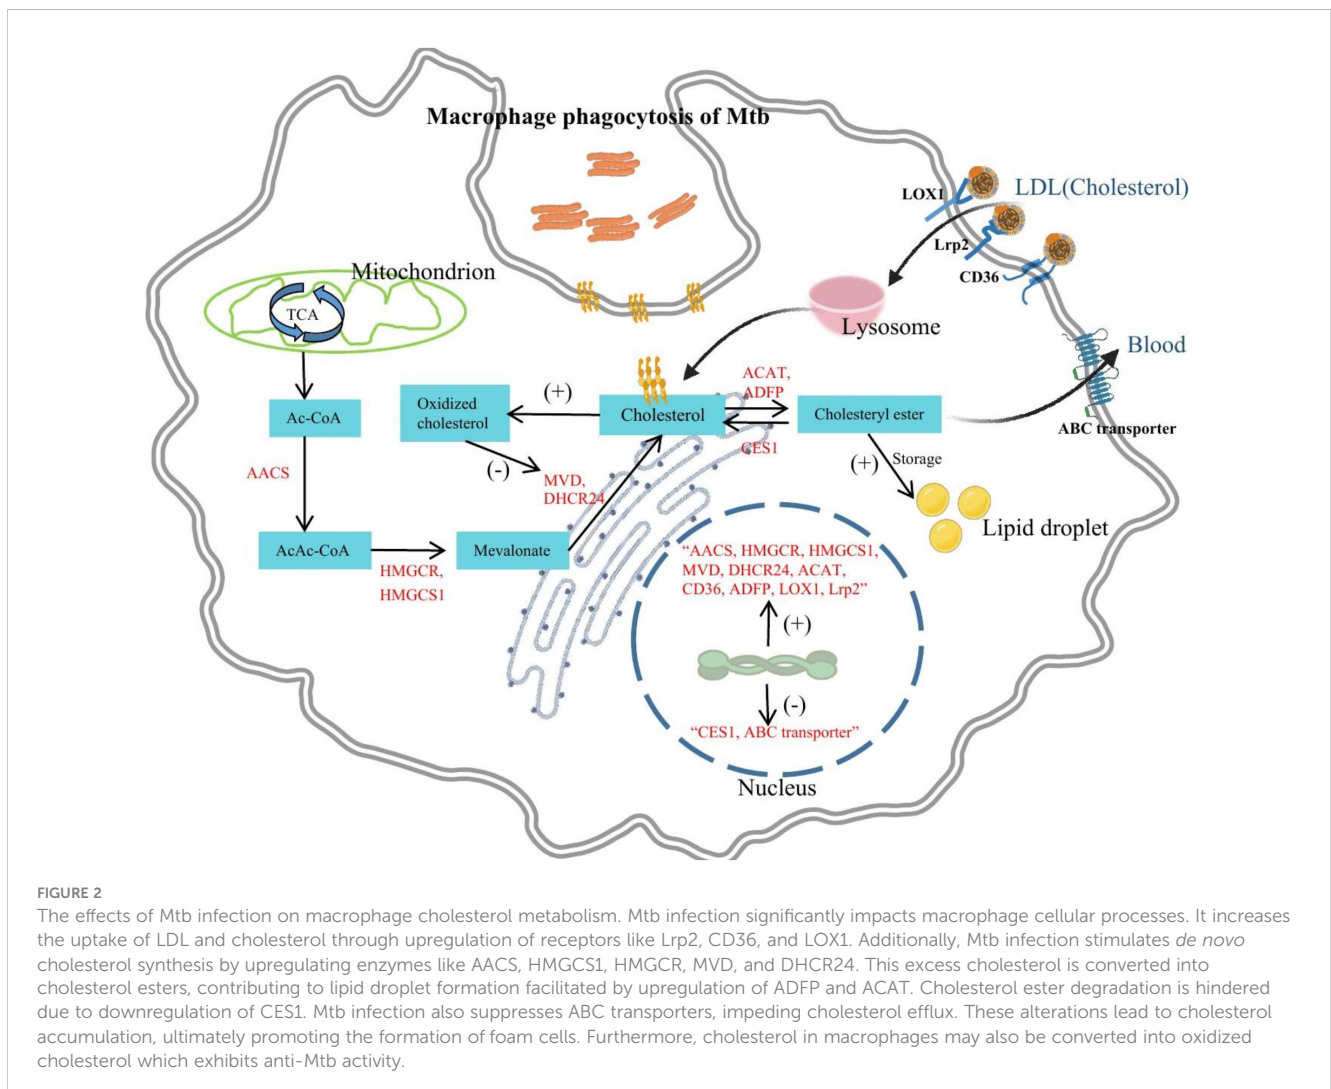 Macrophage phagocytosis of Mtb
LOX1
LDL(Cholesterol)
Lrp2
CD36
Mitochondrion
TCA
Lysosome
Blood
ABC transporter
Ac-CoA
Oxidized
cholesterol
(+)
Cholesterol
ACAT,
ADFP
CES1
Cholesteryl ester
(+)
Storage
Lipid droplet
AACS
(-)
MVD,
DHCR24
AcAc-CoA
HMGCR,
HMGCS1
Mevalonate
“AACS, HMGCR, HMGCS1,
MVD, DHCR24, ACAT,
CD36, ADFP, LOX1, Lrp2”
(+)
(-)
“CES1, ABC transporter”
Nucleus
FIGURE 2
The effects of Mtb infection on macrophage cholesterol metabolism. Mtb infection significantly impacts macrophage cellular processes. It increases
the uptake of LDL and cholesterol through upregulation of receptors like Lrp2, CD36, and LOX1. Additionally, Mtb infection stimulates de novo
cholesterol synthesis by upregulating enzymes like AACS, HMGCS1, HMGCR, MVD, and DHCR24. This excess cholesterol is converted into
cholesterol esters, contributing to lipid droplet formation facilitated by upregulation of ADFP and ACAT. Cholesterol ester degradation is hindered
due to downregulation of CES1. Mtb infection also suppresses ABC transporters, impeding cholesterol efflux. These alterations lead to cholesterol
accumulation, ultimately promoting the formation of foam cells. Furthermore, cholesterol in macrophages may also be converted into oxidized
cholesterol which exhibits anti-Mtb activity.